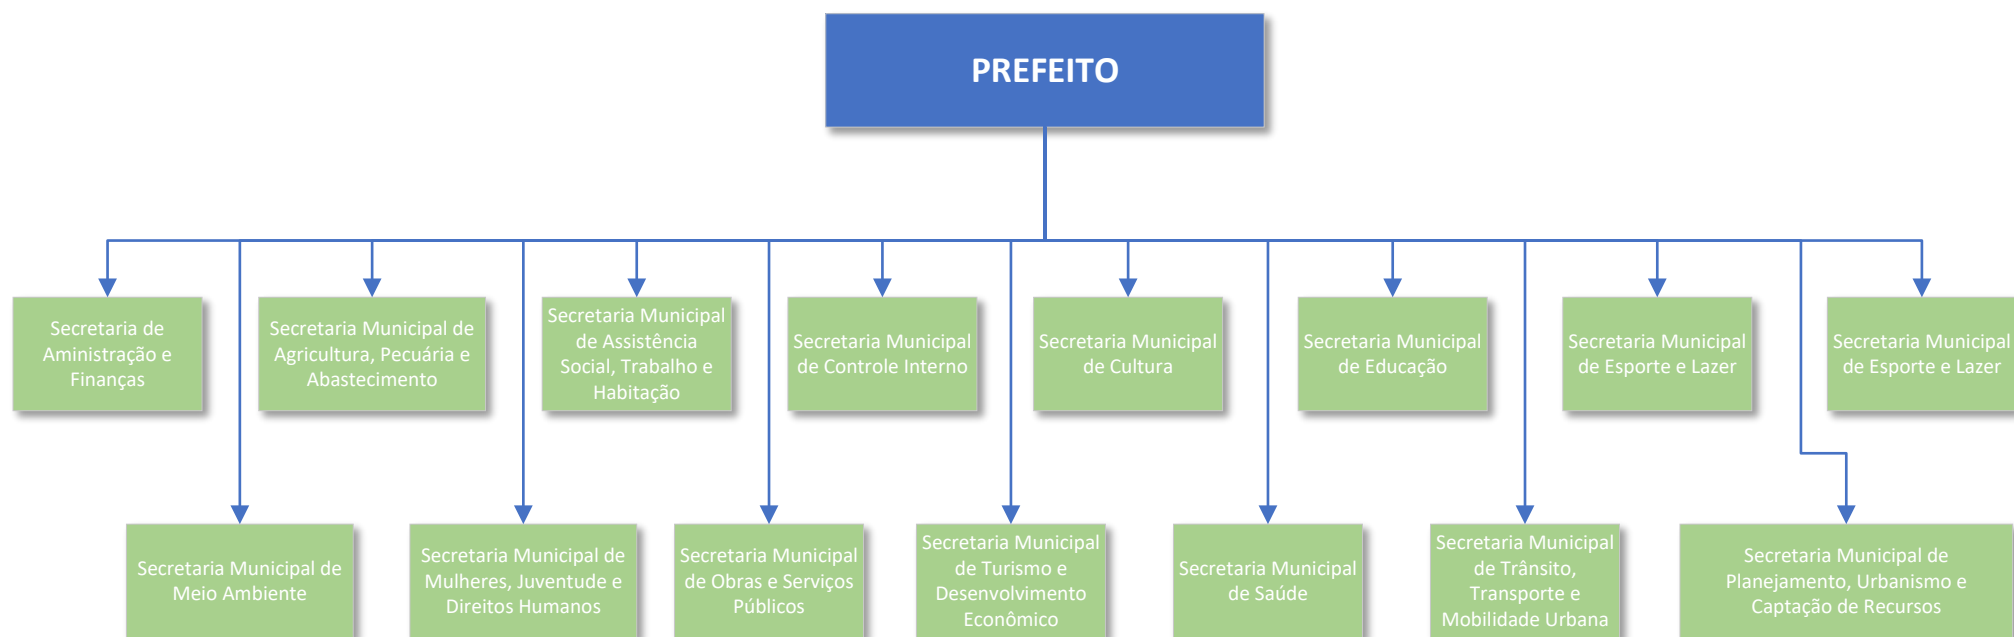 PREFEITO
Secretaria de
Aministração e
Finanças
Secretaria Municipal de
Agricultura, Pecuária e
Abastecimento
Secretaria Municipal
de Assistência
Social, Trabalho e
Habitação
Secretaria Municipal
de Controle Interno
Secretaria Municipal
de Cultura
Secretaria Municipal
de Educação
Secretaria Municipal
de Esporte e Lazer
Secretaria Municipal
de Esporte e Lazer
Secretaria Municipal de
Meio Ambiente
Secretaria Municipal de
Mulheres, Juventude e
Direitos Humanos
Secretaria Municipal
de Obras e Serviços
Públicos
Secretaria Municipal
de Turismo e
Desenvolvimento
Econômico
Secretaria Municipal
de Saúde
Secretaria Municipal
de Trânsito,
Transporte e
Mobilidade Urbana
Secretaria Municipal de
Planejamento, Urbanismo e
Captação de Recursos